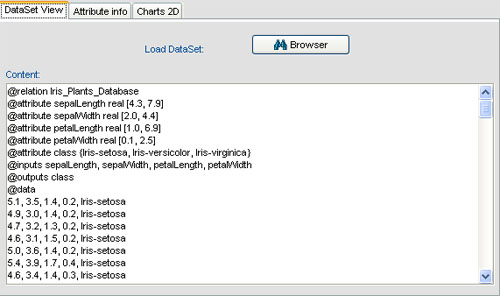 DataSet View Attribute info Charts 2D
Load DataSet: Browser
Content:
@relation Iris_Plants_Database
@attribute sepalLength real [4.3, 7.9]
@attribute sepalWidth real [2.0, 4.4]
@attribute petalLength real [1.0, 6.9]
@attribute petalWidth real [0.1, 2.5]
@attribute class {Iris-setosa, Iris-versicolor, Iris-virginica}
@inputs sepalLength, sepalWidth, petalLength, petalWidth
@outputs class
@data
5.1, 3.5, 1.4, 0.2, Iris-setosa
4.9, 3.0, 1.4, 0.2, Iris-setosa
4.7, 3.2, 1.3, 0.2, Iris-setosa
4.6, 3.1, 1.5, 0.2, Iris-setosa
5.0, 3.6, 1.4, 0.2, Iris-setosa
5.4, 3.9, 1.7, 0.4, Iris-setosa
4.6, 3.4, 1.4, 0.3, Iris-setosa